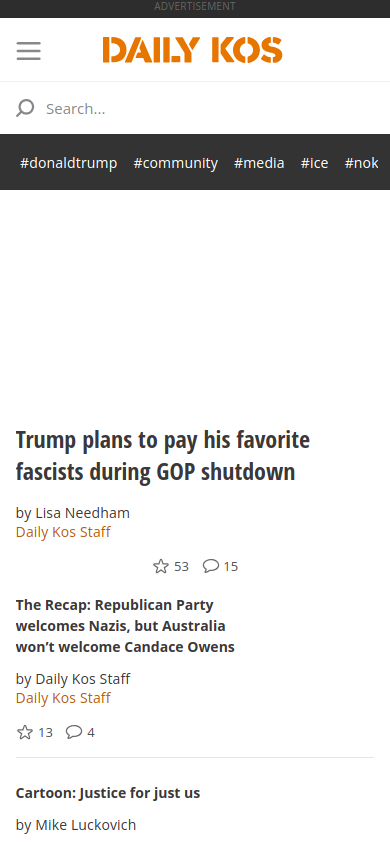 ADVERTISEMENT
DAILY KOS
Search...
#donaldtrump #community #media #ice #nok
Trump plans to pay his favorite
fascists during GOP shutdown
by Lisa Needham
Daily Kos Staff
53 15
The Recap: Republican Party
welcomes Nazis, but Australia
won’t welcome Candace Owens
by Daily Kos Staff
Daily Kos Staff
13 4
Cartoon: Justice for just us
by Mike Luckovich